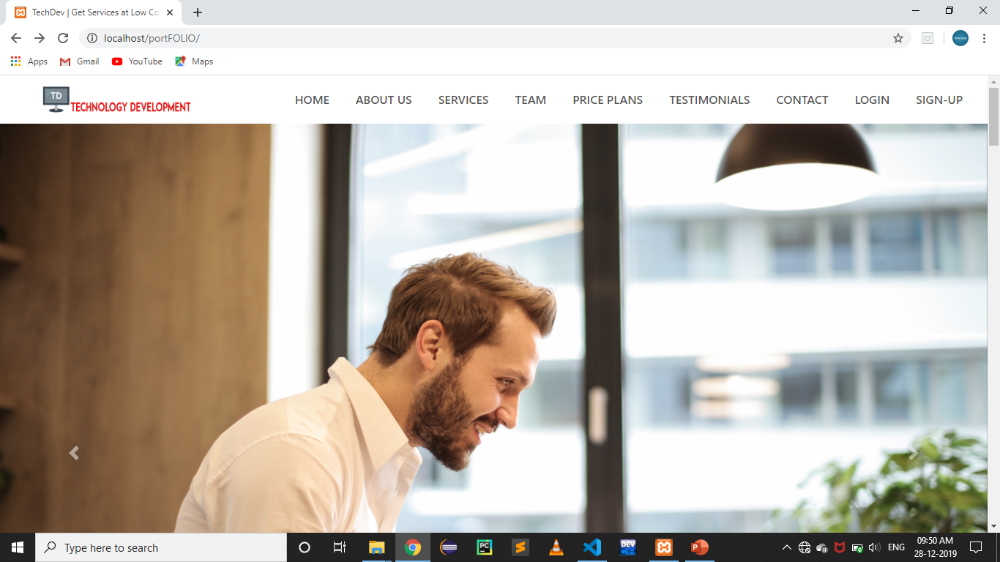 TechDev | Get Services at Low Co
localhost/portFOLIO/
Apps Gmail YouTube Maps
TD
TECHNOLOGY DEVELOPMENT
HOME ABOUT US SERVICES TEAM PRICE PLANS TESTIMONIALS CONTACT LOGIN SIGN-UP
Type here to search
PC
DEV
C++
P
ENG
09:50 AM
28-12-2019